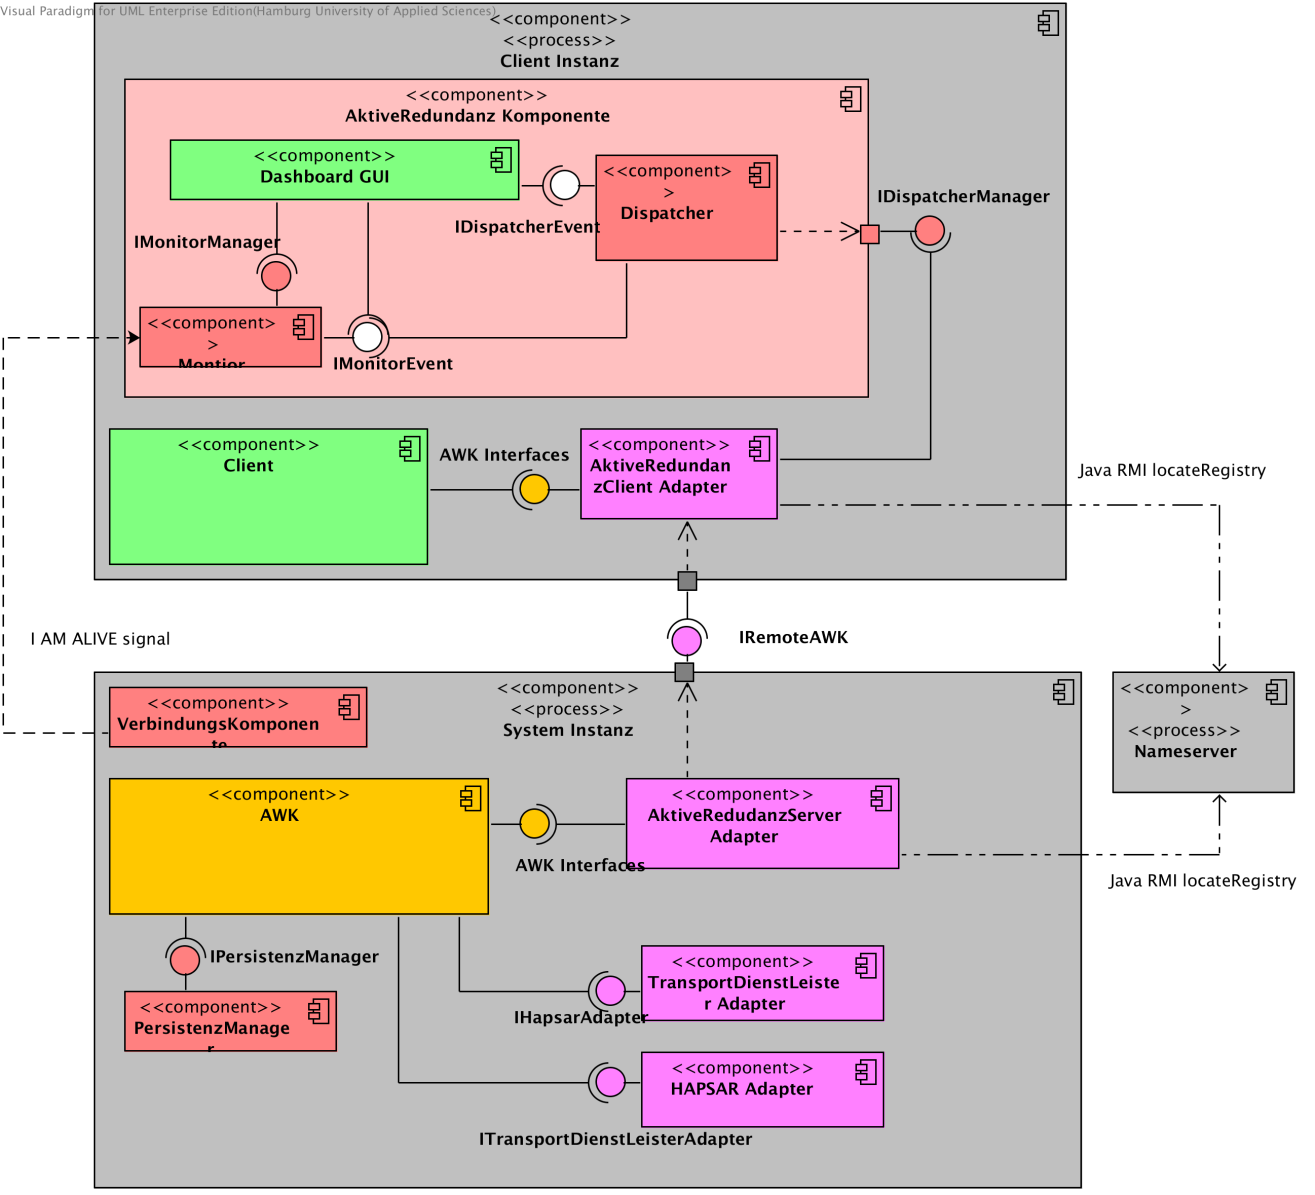 Visual Paradigm for UML Enterprise Edition(Hamburg University of Applied Sciences)
<<component>>
<<process>>
Client Instanz
<<component>>
AktiveRedundanz Komponente
<<component>>
Dashboard GUI
<<component>
>
Dispatcher
IDispatcherManager
IDispatcherEvent
IMonitorManager
<<component>
>
Montior
IMonitorEvent
<<component>>
Client
AWK Interfaces
<<component>>
AktiveRedundan
zClient Adapter
Java RMI locateRegistry
I AM ALIVE signal
IRemoteAWK
<<component>>
<<process>>
System Instanz
<<component>>
VerbindungsKomponente
te
<<component>
>
<<process>>
Nameserver
<<component>>
AWK
<<component>>
AktiveRedudanzServer
Adapter
AWK Interfaces
Java RMI locateRegistry
IPersistenzManager
<<component>>
PersistenzManage
r
<<component>>
TransportDienstLeiste
r Adapter
IHapsarAdapter
<<component>>
HAPSAR Adapter
ITransportDienstLeisterAdapter